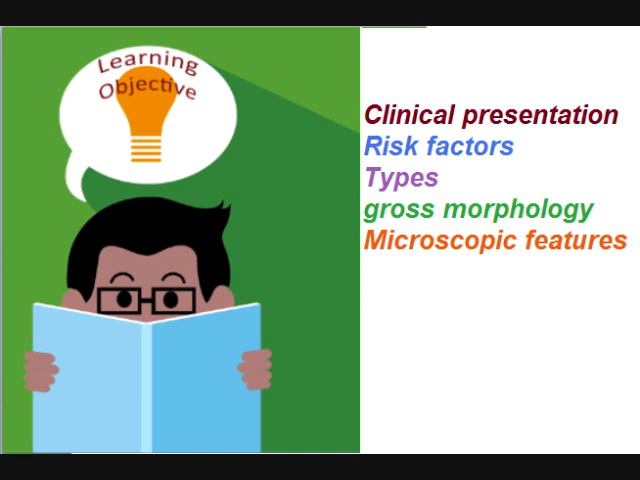 Learning
Objective
Clinical presentation
Risk factors
Types
gross morphology
Microscopic features